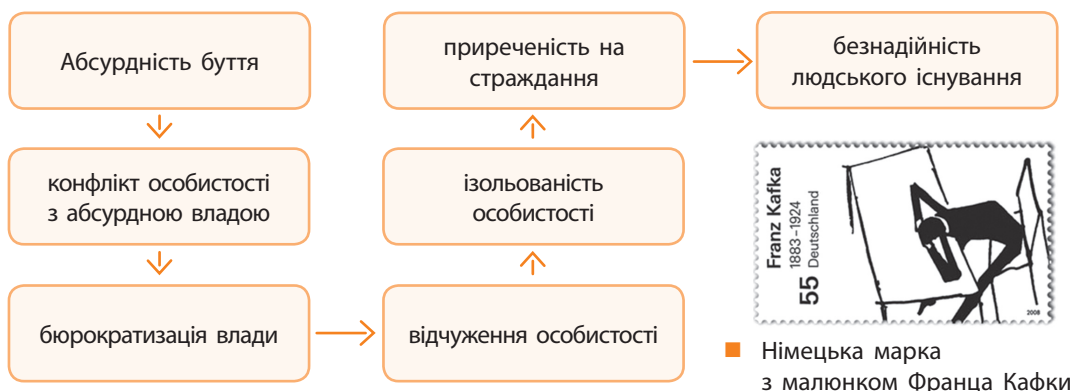 Абсурдність буття
конфлікт особистості
з абсурдною владою
бюрократизація влади
відчуження особистості
ізольованість
особистості
приреченість на
страждання
безнадійність
людського існування
Franz Kafka
1883–1924
Deutschland
55
2008
Німецька марка
з малюнком Франца Кафки